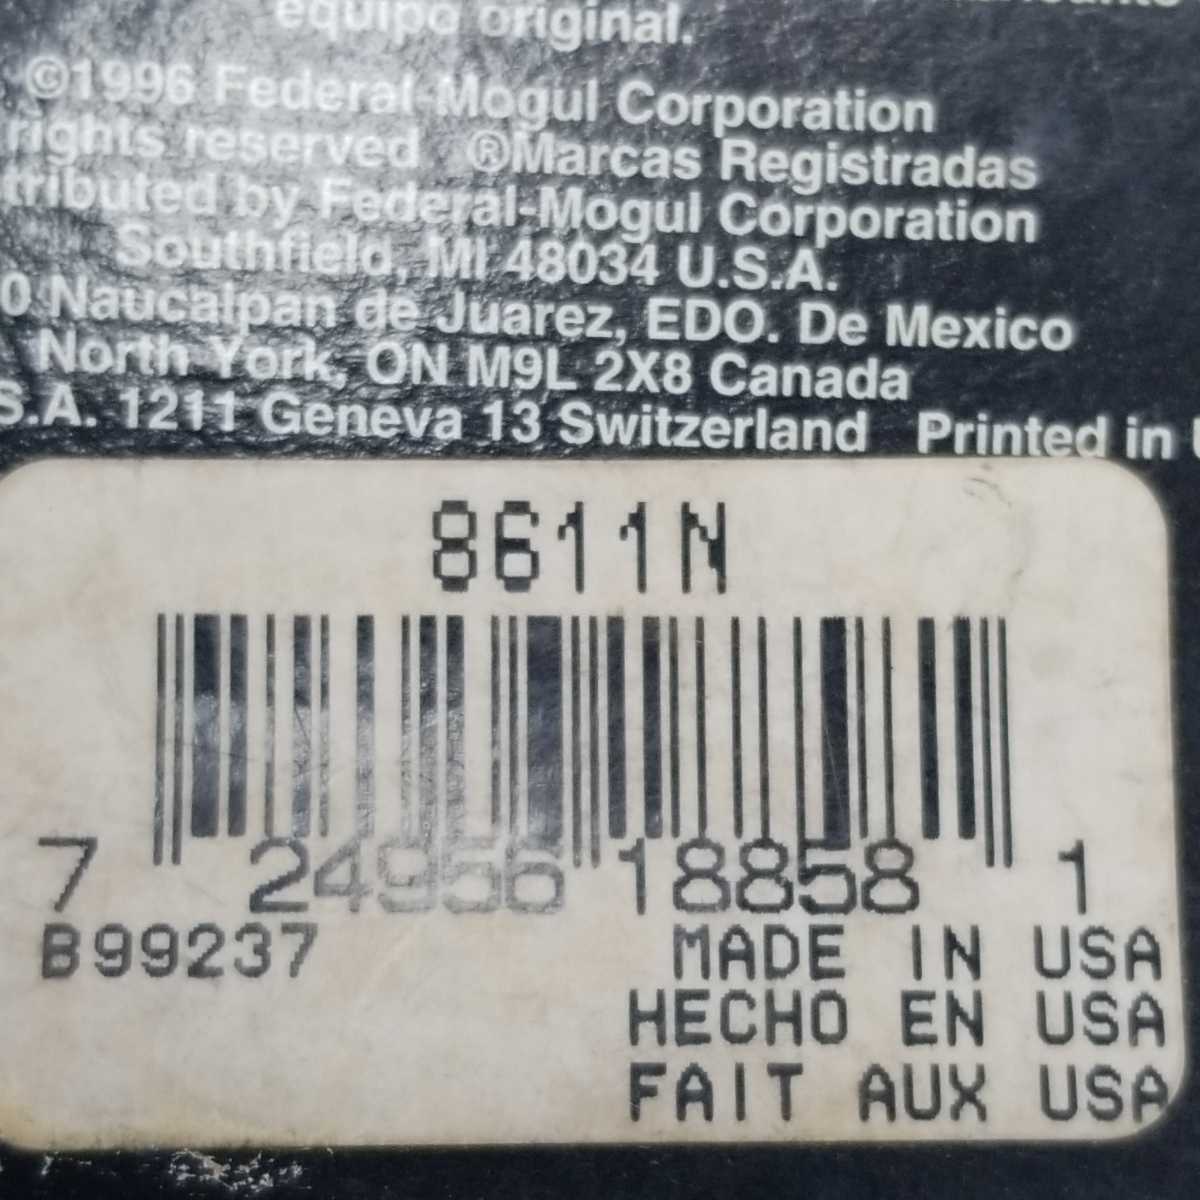 equipo original.
©1996 Federal-Mogul Corporation
rights reserved ®Marcas Registradas
tributed by Federal-Mogul Corporation
Southfield, MI 48034 U.S.A.
0 Naucalpan de Juarez, EDO. De Mexico
North York, ON M9L 2X8 Canada
S.A. 1211 Geneva 13 Switzerland Printed in
8611N
7 24956 18858 1
B99237
MADE IN USA
HECHO EN USA
FAIT AUX USA